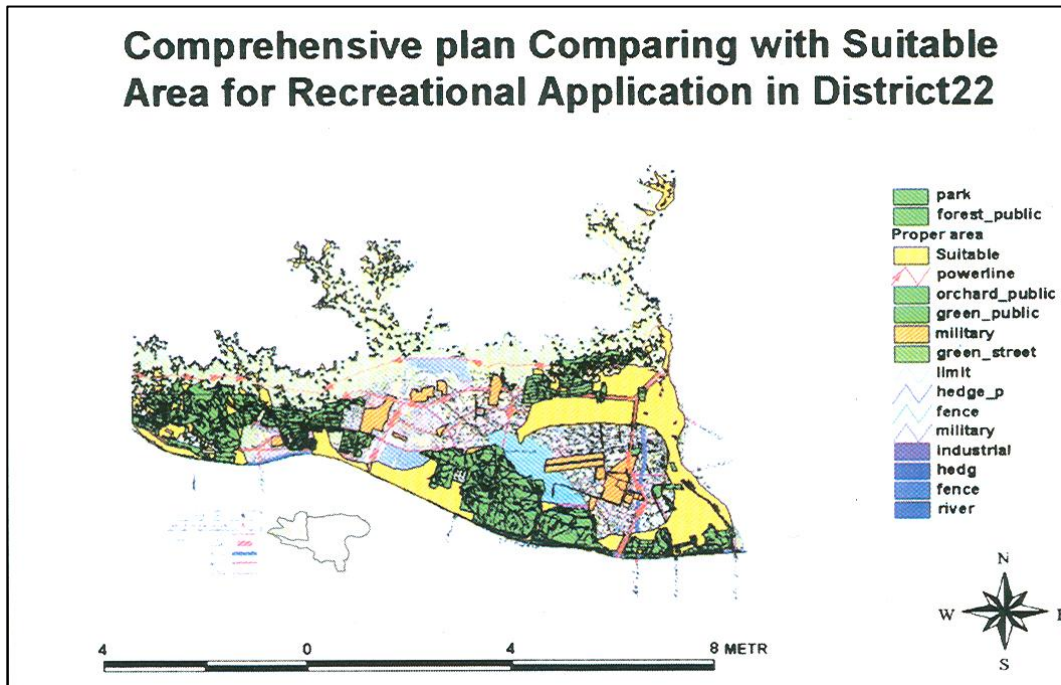 Comprehensive plan Comparing with Suitable
Area for Recreational Application in District22
park
forest_public
Proper area
Suitable
powerline
orchard_public
green_public
military
green_street
limit
hedge_p
fence
military
industrial
hedg
fence
river
N
W
E
S
4 0 4 8 METR